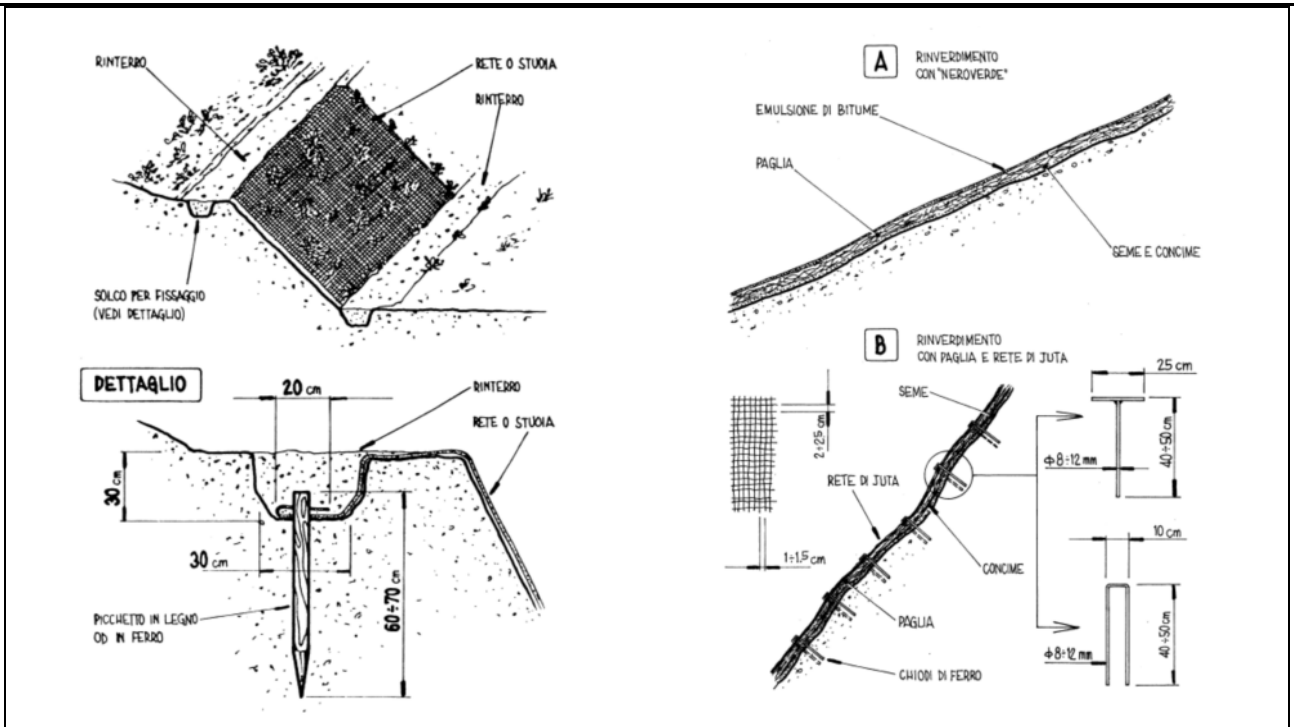 RINTERRO
RETE O STUOIA
RINTERRO
SOLCO PER FISSAGGIO
(VEDI DETTAGLIO)
DETTAGLIO
20 cm
RINTERRO
RETE O STUOIA
30 cm
30 cm
60÷70 cm
PICCHETTO IN LEGNO
OD IN FERRO
A
RINVERDIMENTO
CON "NEROVERDE"
EMULSIONE DI BITUME
PAGLIA
SEME E CONCIME
B
RINVERDIMENTO
CON PAGLIA E RETE DI JUTA
SEME
2÷2.5 cm
RETE DI JUTA
1÷1.5 cm
CONCIME
PAGLIA
CHIODI DI FERRO
25 cm
Φ8÷12 mm
40÷50 cm
10 cm
Φ8÷12 mm
40÷50 cm